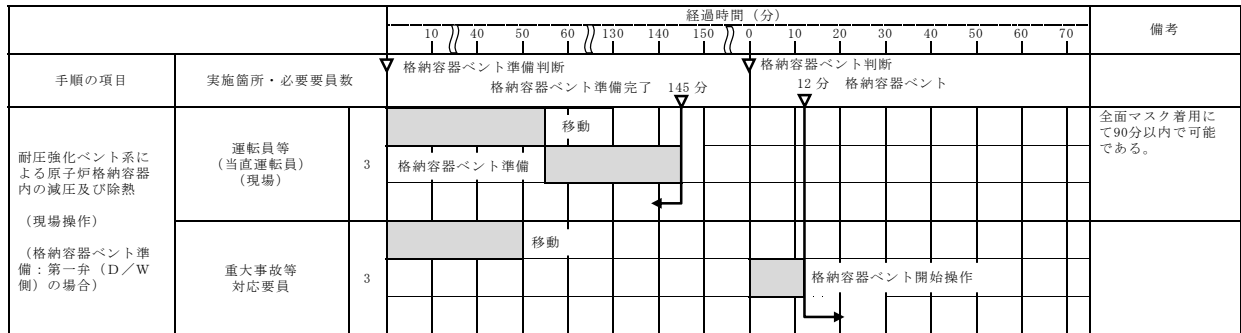 経過時間（分）
備考
10 40 50 60 130 140 150 0 10 20 30 40 50 60 70
手順の項目
実施箇所・必要要員数
格納容器ベント準備判断
格納容器ベント準備完了 145分
格納容器ベント判断
12分 格納容器ベント
耐圧強化ベント系に
よる原子炉格納容器
内の減圧及び除熱
（現場操作）
（格納容器ベント準
備：第一弁（D／W
側）の場合）
運転員等
（当直運転員）
（現場）
3
移動
格納容器ベント準備
全面マスク着用に
て90分以内で可能
である。
重大事故等
対応要員
3
移動
格納容器ベント開始操作